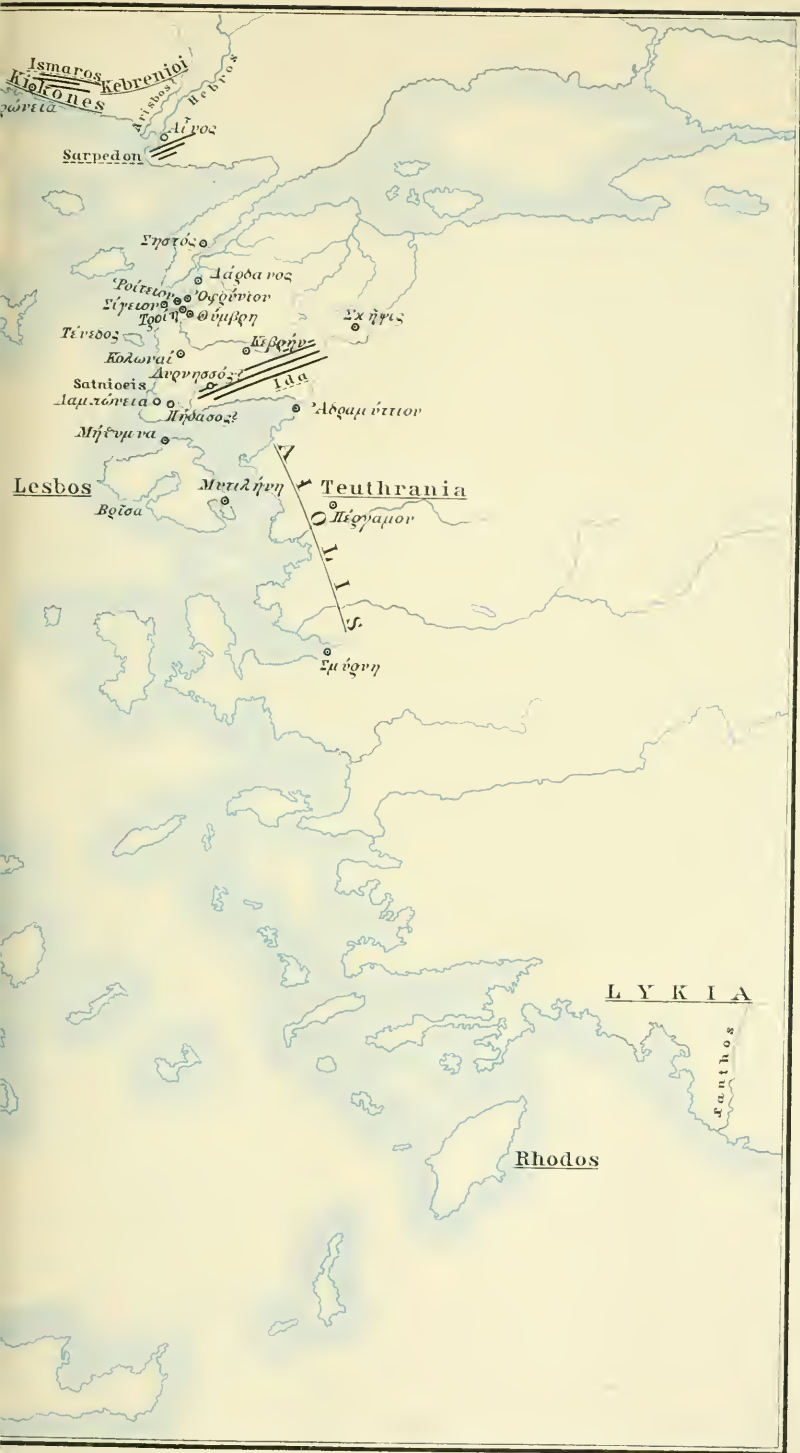 Ismaros
Kebrenioi
Kikones
ρώνεια
Arisbos
Hebros
Αἶνος
Sarpedon
Σηστός
Δάρδανος
Ῥοίτειον
Ὀφρύνιον
Σίγειον
Τροίη
Θύμβρη
Σκῆψις
Τένεδος
Κεβρήν
Κολωναί
Λυρνησσός?
Ida
Satnioeis
Λαμπώνεια
Πήδασος?
Ἀδραμύττιον
Μήθυμνα
AIOLIS
Lesbos
Μυτιλήνη
Teuthrania
Βρῖσα
Πέργαμον
Σμύρνη
LYKIA
Xanthos
Rhodos